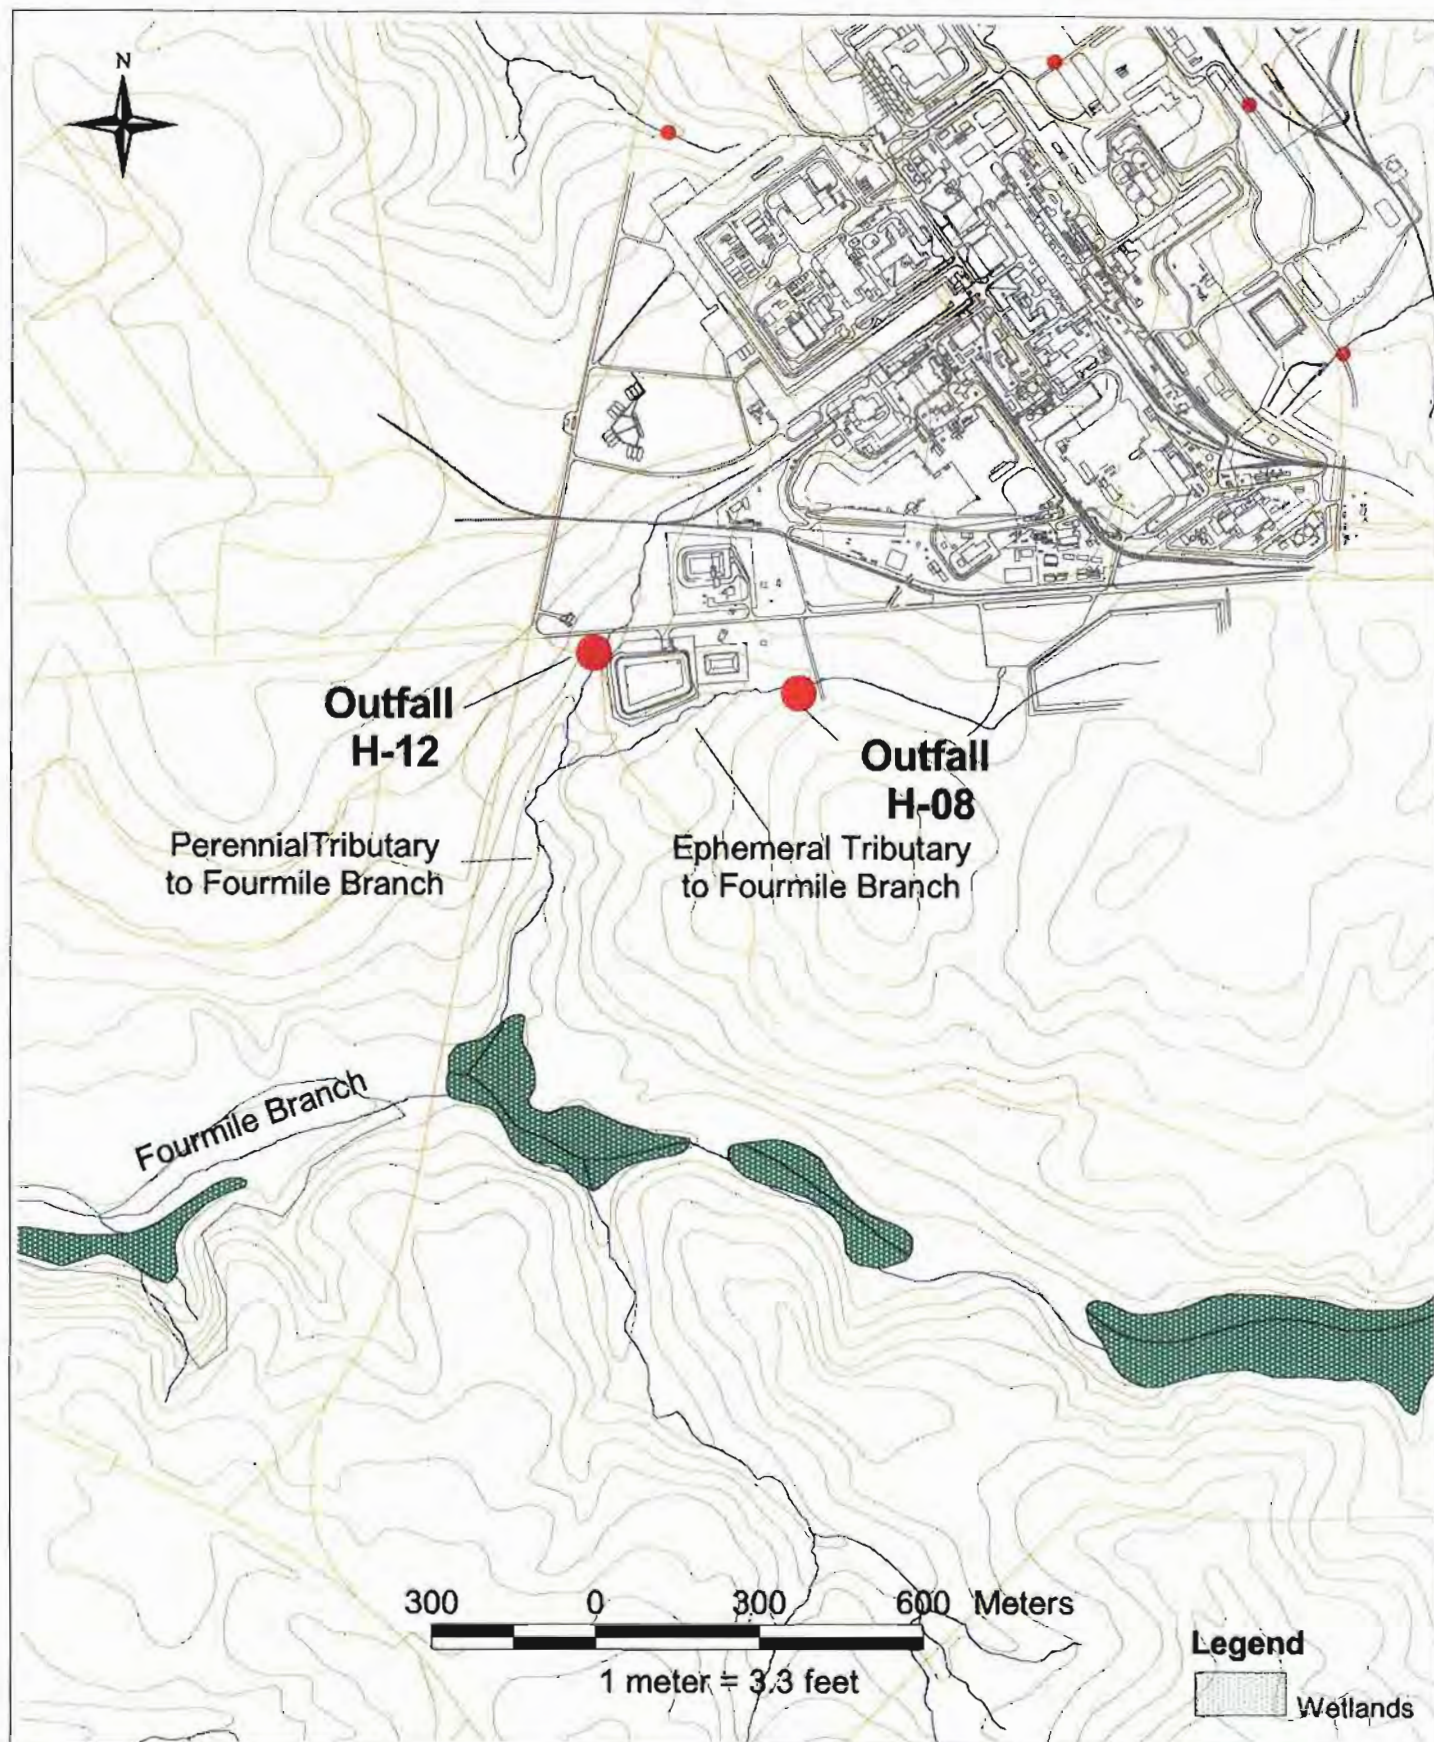 N
Outfall
H-12
Outfall
H-08
PerennialTributary
to Fourmile Branch
Ephemeral Tributary
to Fourmile Branch
Fourmile Branch
300 0 300 600 Meters
1 meter = 3.3 feet
Legend
Wetlands